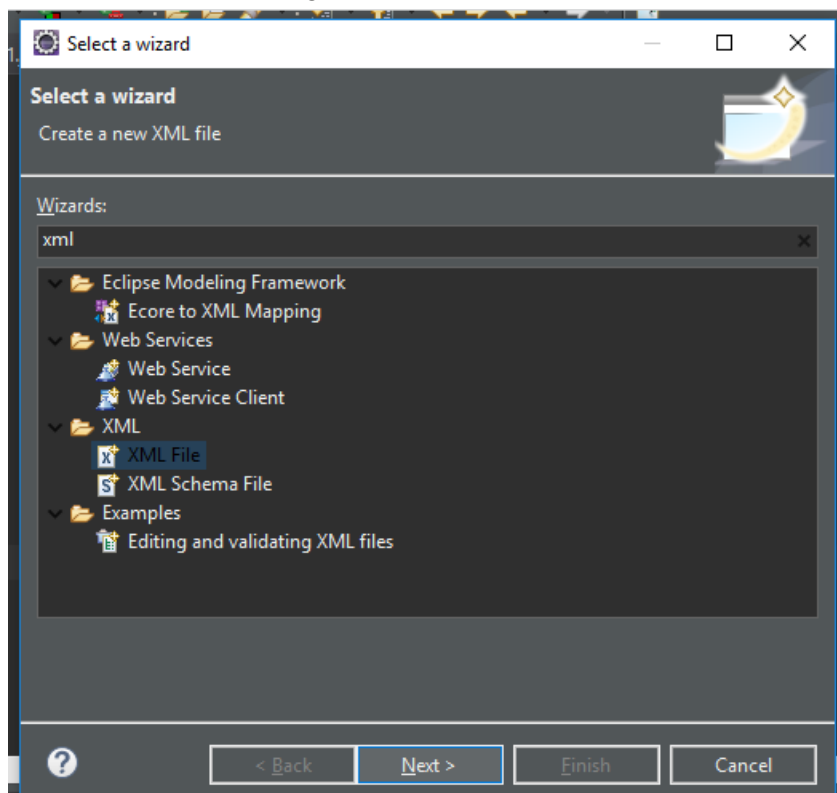 Select a wizard
Select a wizard
Create a new XML file
Wizards:
xml
Eclipse Modeling Framework
Ecore to XML Mapping
Web Services
Web Service
Web Service Client
XML
XML File
XML Schema File
Examples
Editing and validating XML files
< Back Next > Finish Cancel